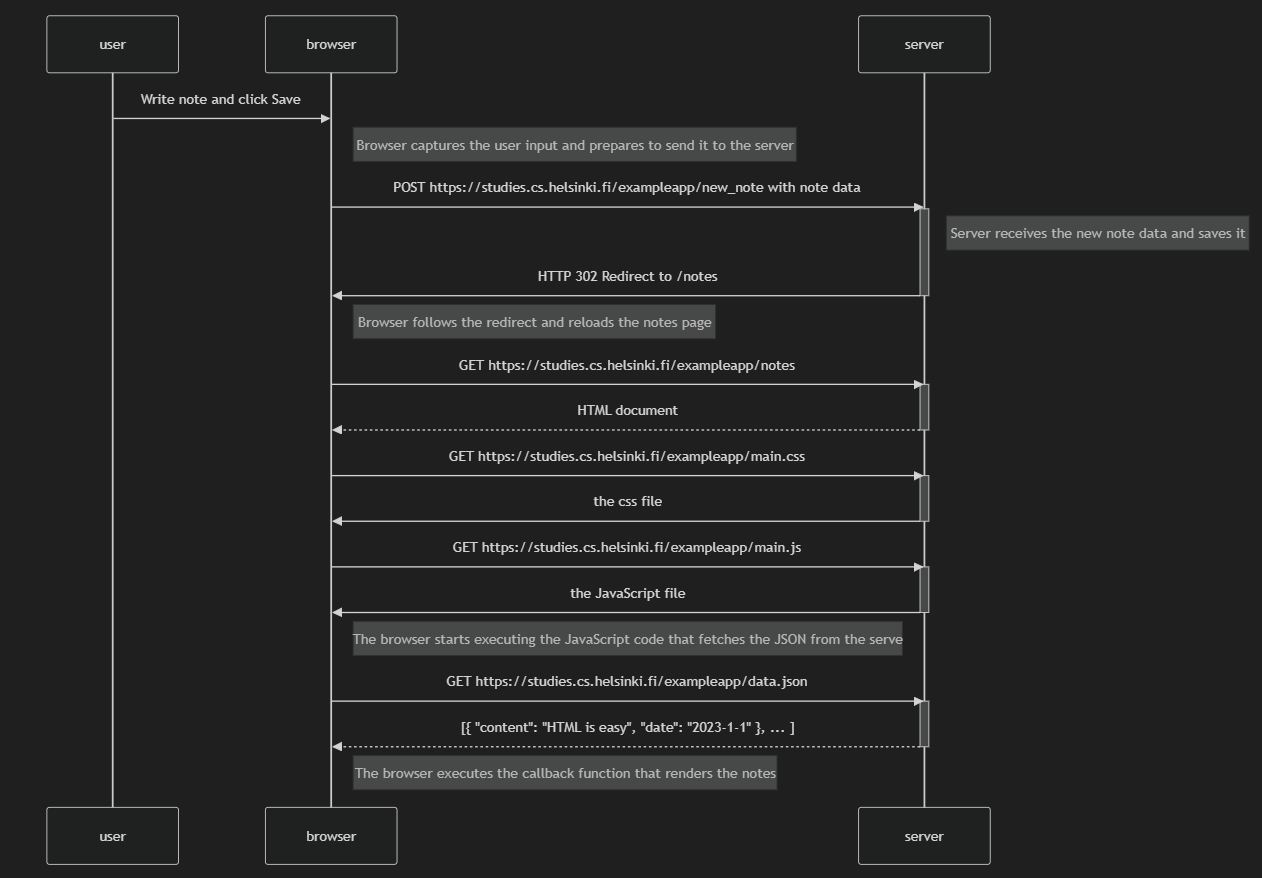 user
browser
server
Write note and click Save
Browser captures the user input and prepares to send it to the server
POST https://studies.cs.helsinki.fi/exampleapp/new_note with note data
Server receives the new note data and saves it
HTTP 302 Redirect to /notes
Browser follows the redirect and reloads the notes page
GET https://studies.cs.helsinki.fi/exampleapp/notes
HTML document
GET https://studies.cs.helsinki.fi/exampleapp/main.css
the css file
GET https://studies.cs.helsinki.fi/exampleapp/main.js
the JavaScript file
The browser starts executing the JavaScript code that fetches the JSON from the serve
GET https://studies.cs.helsinki.fi/exampleapp/data.json
[{ "content": "HTML is easy", "date": "2023-1-1" }, ... ]
The browser executes the callback function that renders the notes
user
browser
server